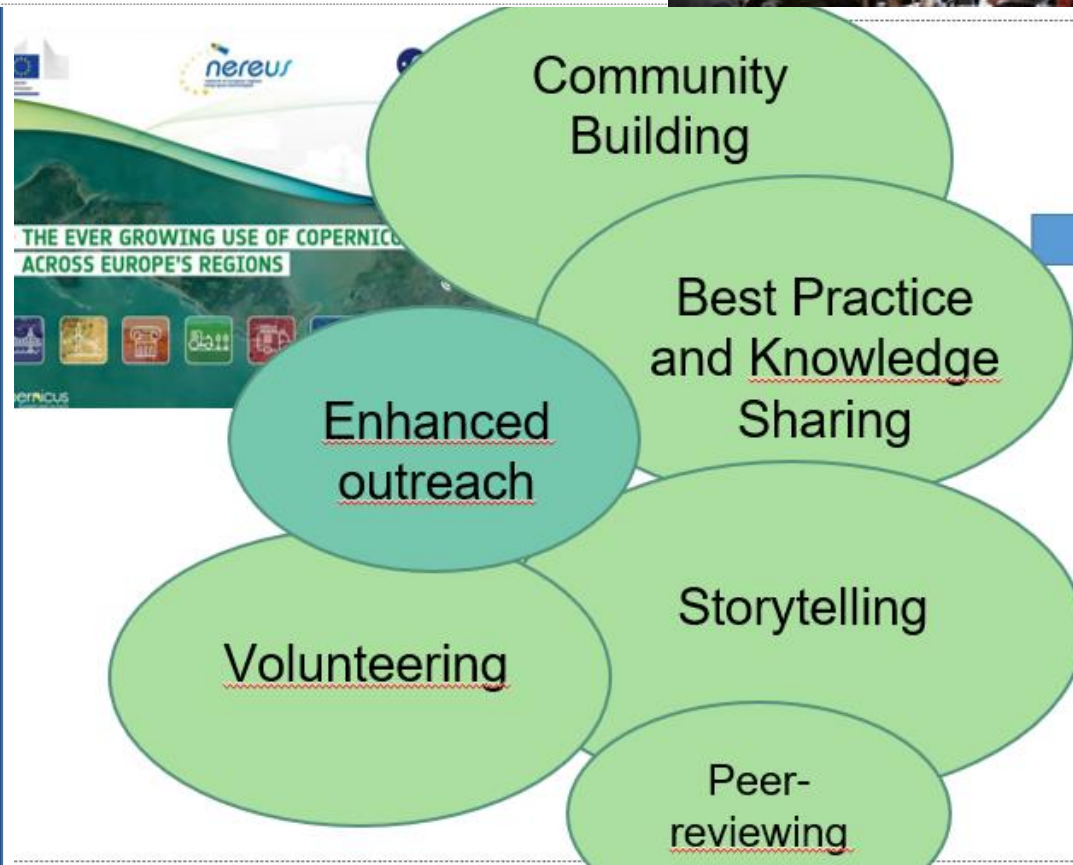 nereus
Community
Building
THE EVER GROWING USE OF COPERNICU
ACROSS EUROPE'S REGIONS
Best Practice
and Knowledge
Sharing
Enhanced
outreach
ernicus
Storytelling
Volunteering
Peer-
reviewing